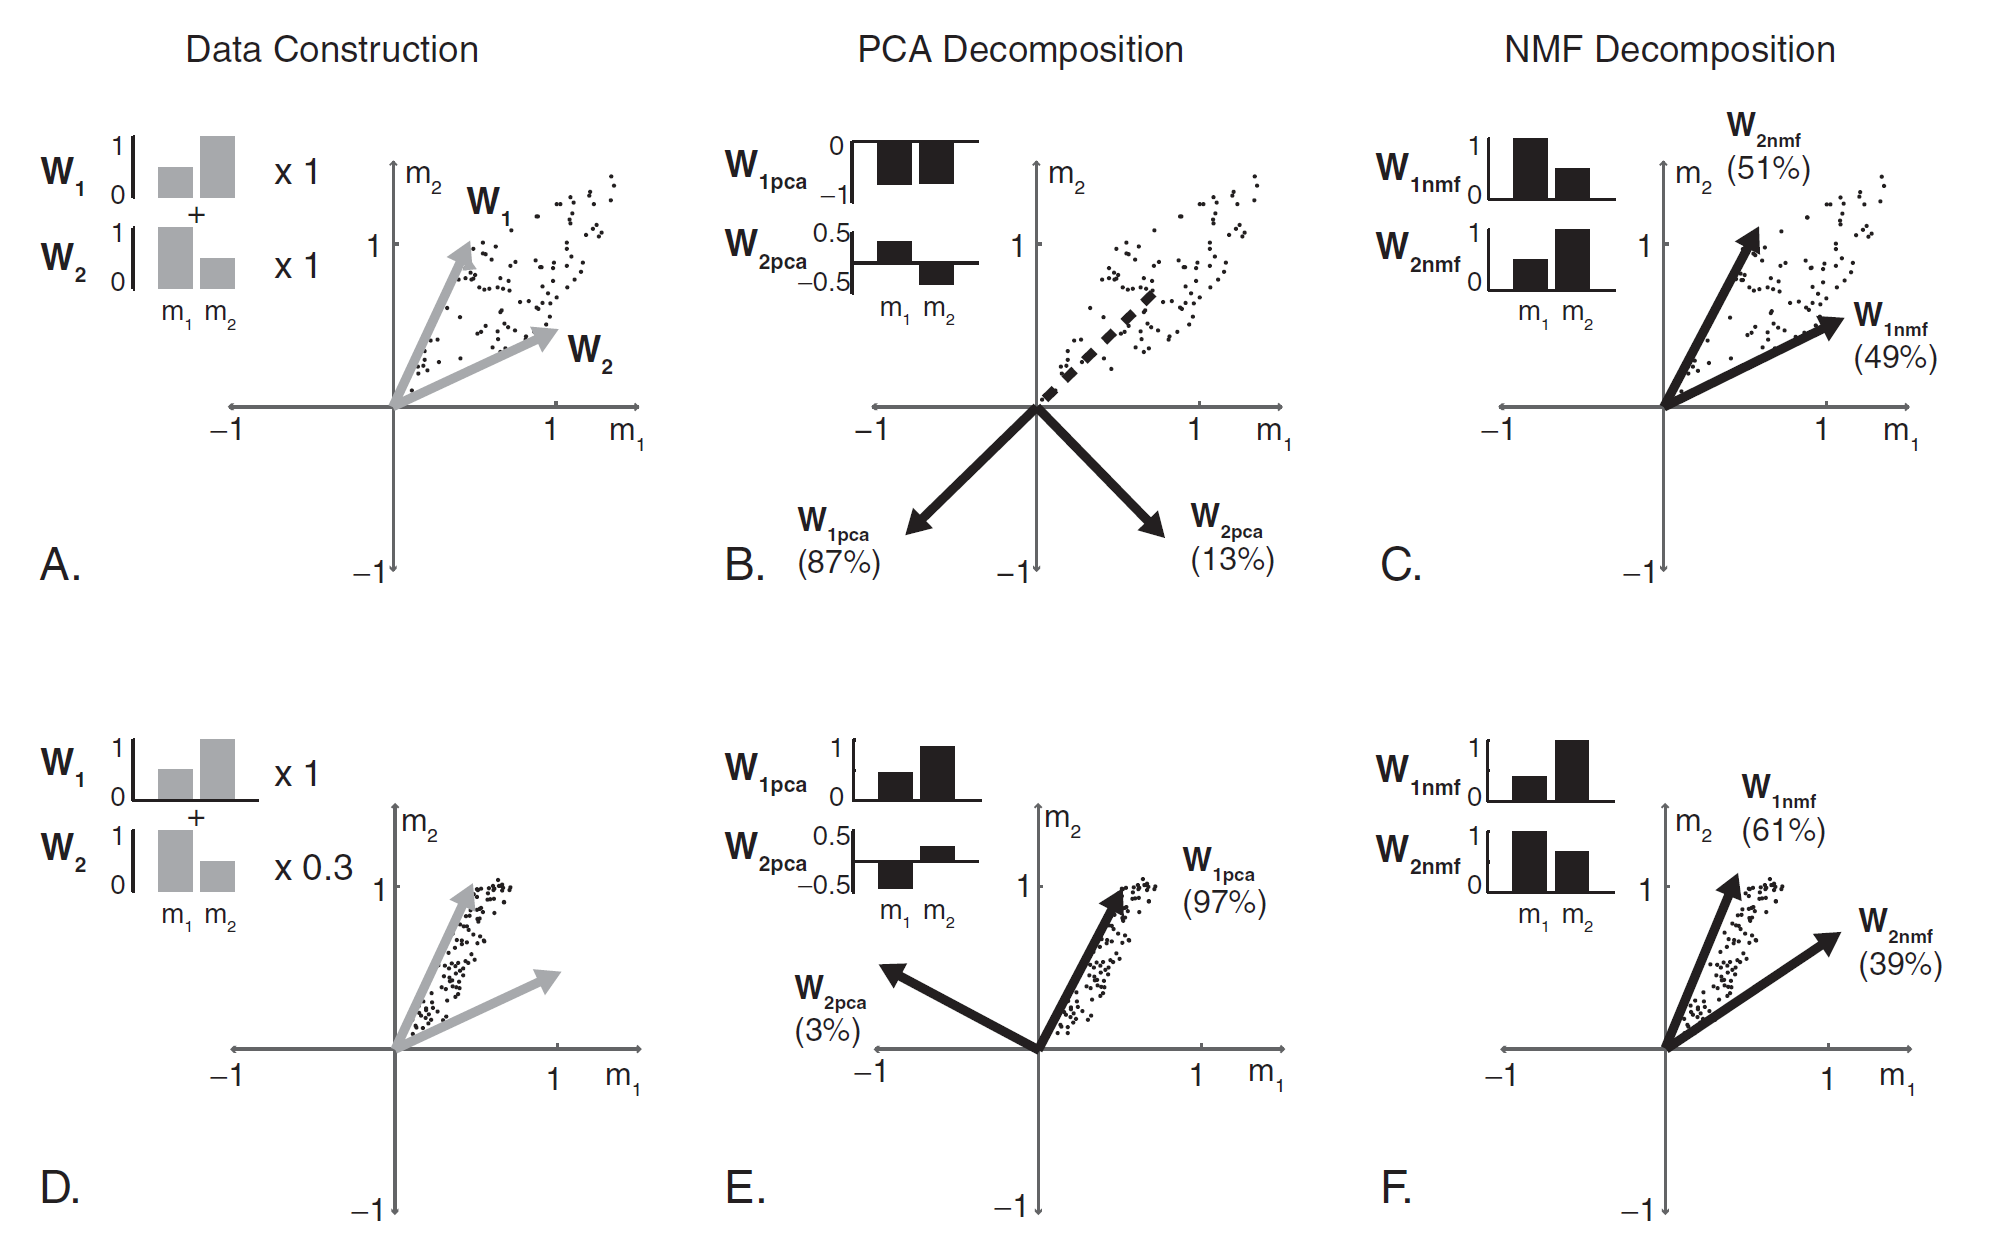 Data Construction
PCA Decomposition
NMF Decomposition
W1
1
0
x 1
+
W2
1
0
x 1
m1 m2
m2
W1
1
W2
−1
1
m1
−1
A.
W1pca
0
−1
W2pca
0.5
−0.5
m1 m2
m2
1
−1
1
m1
W1pca
(87%)
W2pca
(13%)
−1
B.
W1nmf
1
0
W2nmf
1
0
m1 m2
W2nmf
(51%)
m2
1
W1nmf
(49%)
−1
1
m1
−1
C.
W1
1
0
x 1
+
W2
1
0
x 0.3
m1 m2
m2
1
−1
1
m1
−1
D.
W1pca
1
0
W2pca
0.5
−0.5
m1 m2
m2
1
W1pca
(97%)
W2pca
(3%)
−1
1
m1
−1
E.
W1nmf
1
0
W2nmf
1
0
m1 m2
W1nmf
(61%)
m2
1
W2nmf
(39%)
−1
1
m1
−1
F.